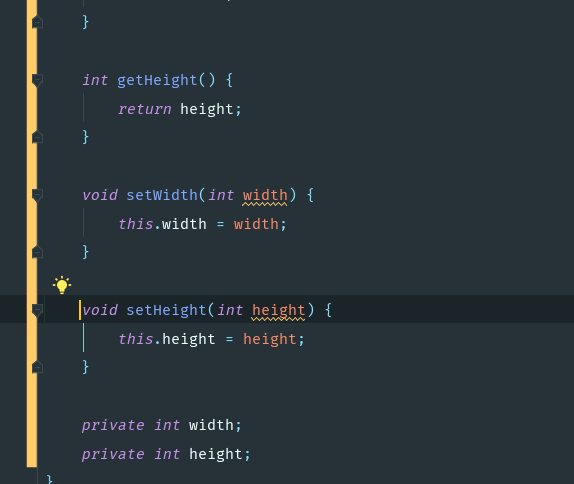 }
int getHeight() {
return height;
}
void setWidth(int width) {
this.width = width;
}
void setHeight(int height) {
this.height = height;
}
private int width;
private int height;
}